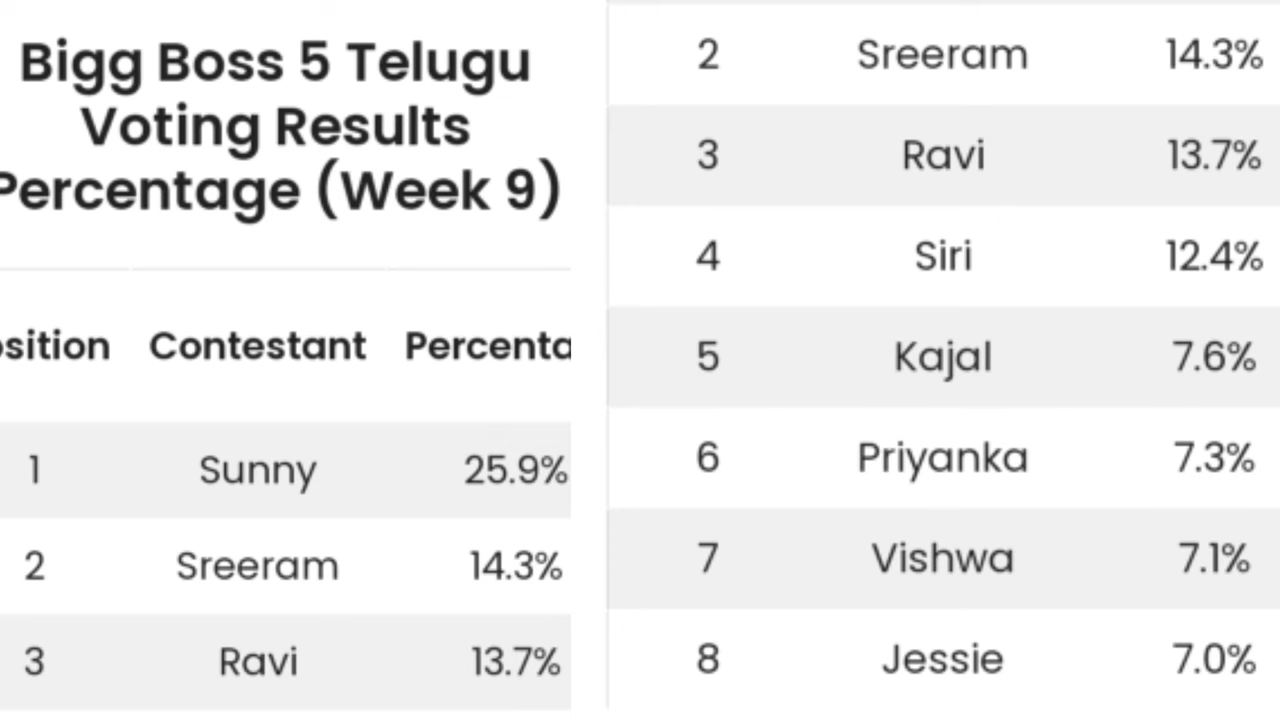 Bigg Boss 5 Telugu
Voting Results
Percentage (Week 9)
osition Contestant Percenta
1 Sunny 25.9%
2 Sreeram 14.3%
3 Ravi 13.7%
2 Sreeram 14.3%
3 Ravi 13.7%
4 Siri 12.4%
5 Kajal 7.6%
6 Priyanka 7.3%
7 Vishwa 7.1%
8 Jessie 7.0%